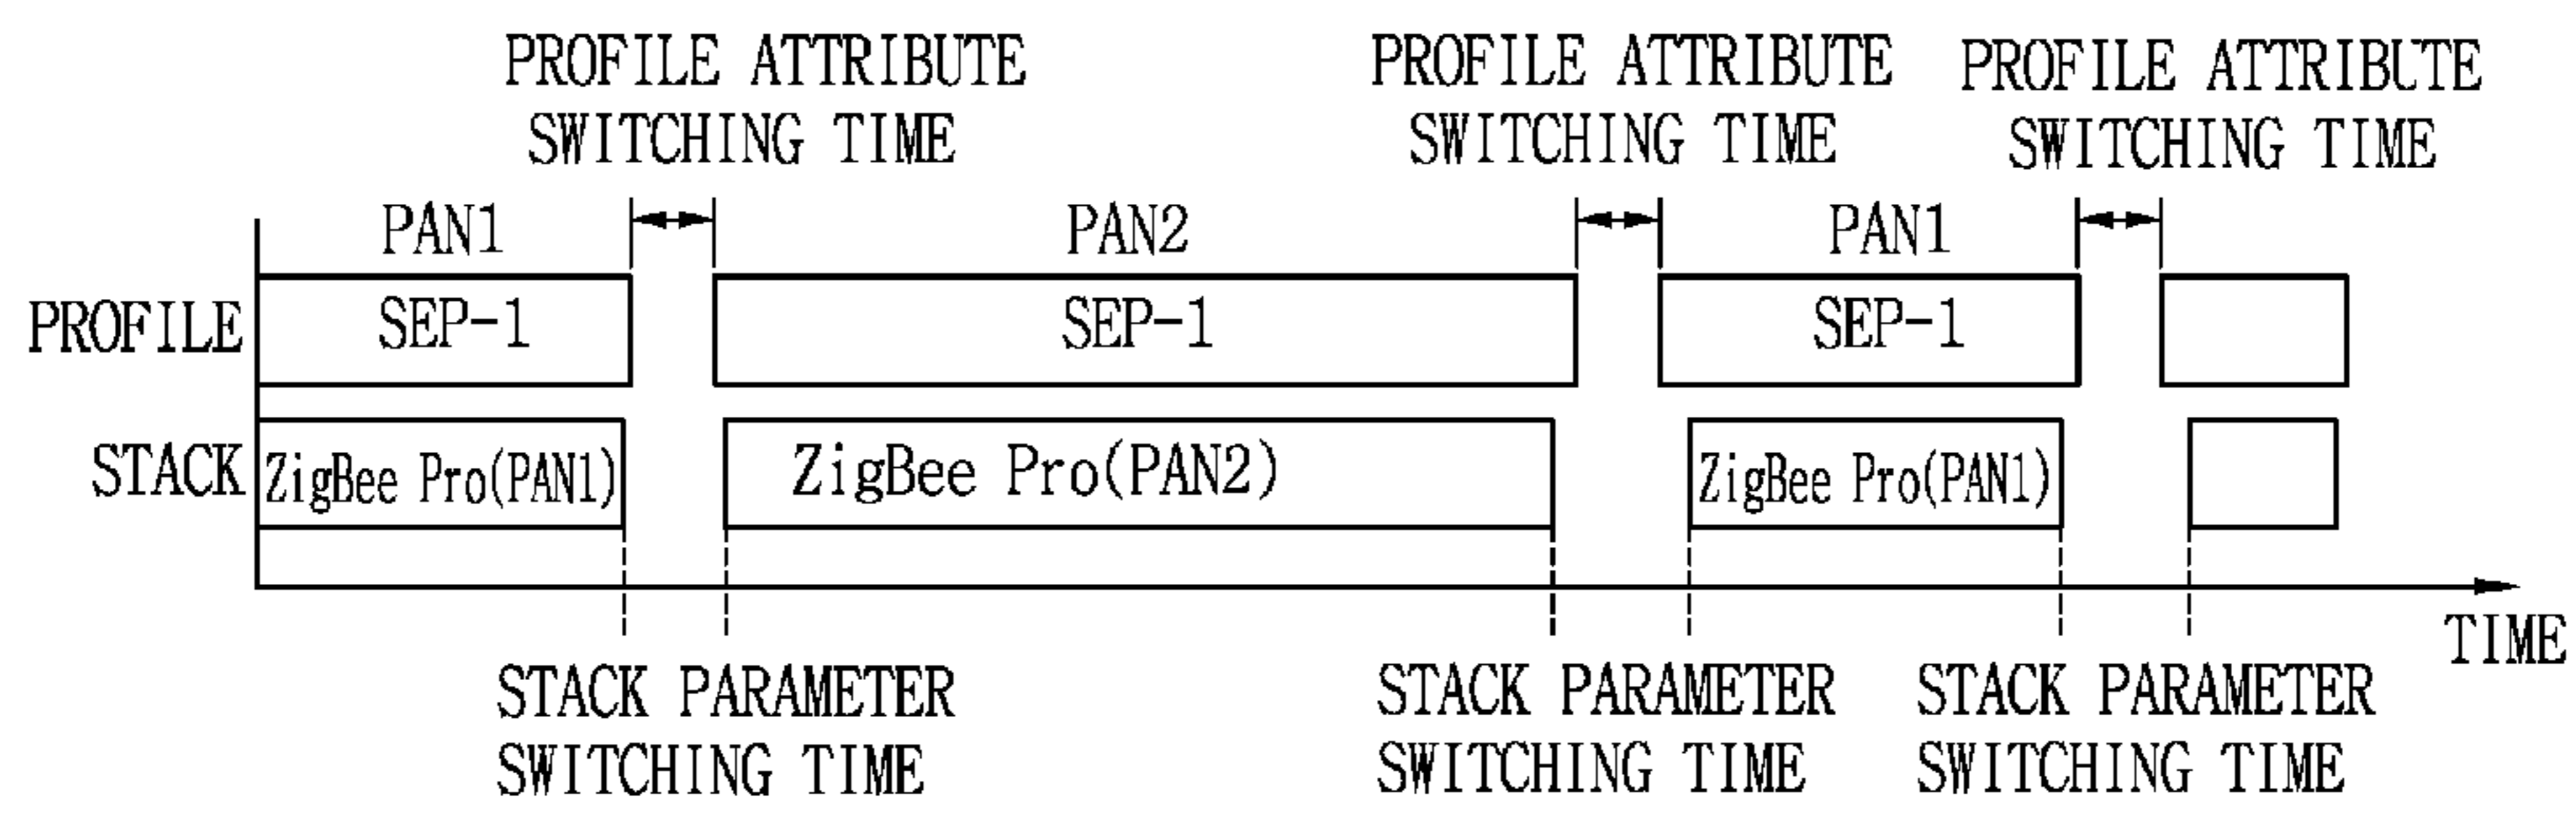 PROFILE ATTRIBUTE
SWITCHING TIME
PROFILE ATTRIBUTE
SWITCHING TIME
PROFILE ATTRIBUTE
SWITCHING TIME
PAN1
PAN2
PAN1
PROFILE
SEP-1
SEP-1
SEP-1
STACK
ZigBee Pro(PAN1)
ZigBee Pro(PAN2)
ZigBee Pro(PAN1)
TIME
STACK PARAMETER
SWITCHING TIME
STACK PARAMETER
SWITCHING TIME
STACK PARAMETER
SWITCHING TIME